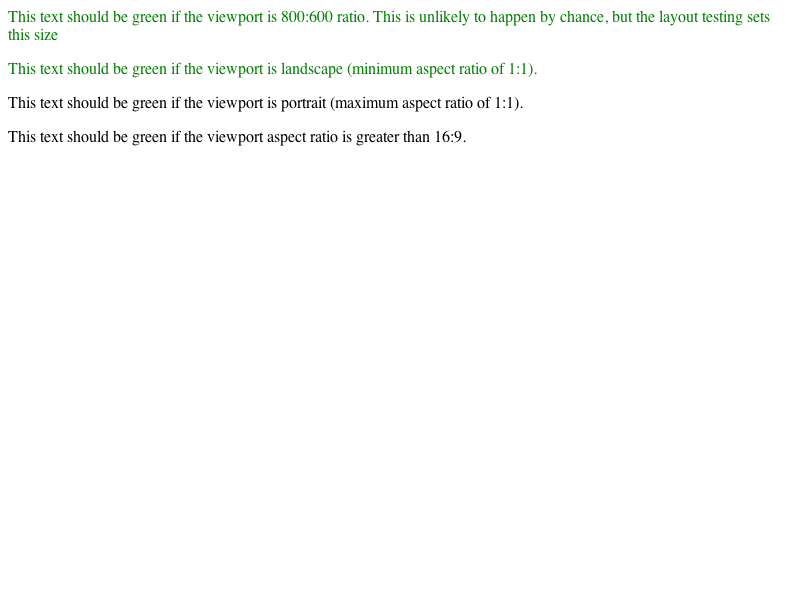 This text should be green if the viewport is 800:600 ratio. This is unlikely to happen by chance, but the layout testing sets
this size
This text should be green if the viewport is landscape (minimum aspect ratio of 1:1).
This text should be green if the viewport is portrait (maximum aspect ratio of 1:1).
This text should be green if the viewport aspect ratio is greater than 16:9.